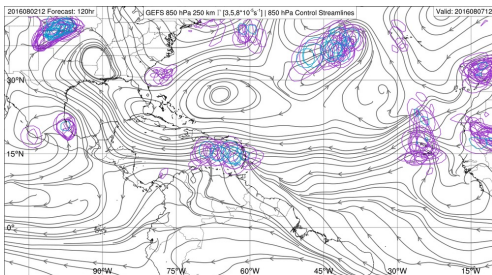 2016080212 Forecast: 120hr
GEFS 850 hPa 250 km ζ [3,5,8*10⁻⁵s⁻¹] | 850 hPa Control Streamlines
Valid: 2016080712
30°N
15°N
0°
90°W
75°W
60°W
45°W
30°W
15°W